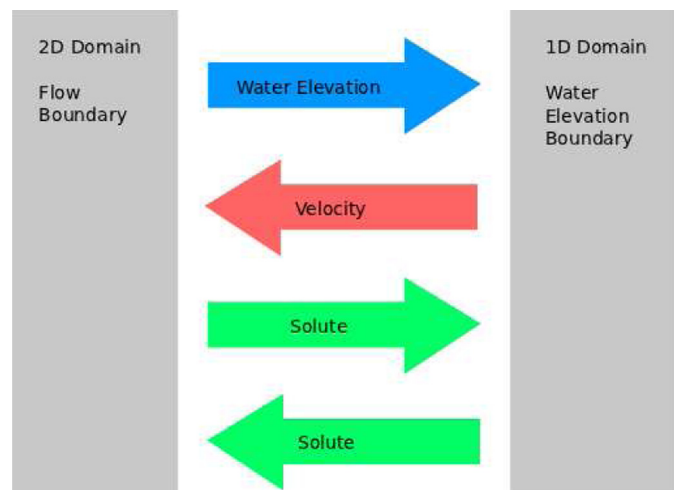 2D Domain
Flow
Boundary
Water Elevation
Velocity
Solute
Solute
1D Domain
Water
Elevation
Boundary